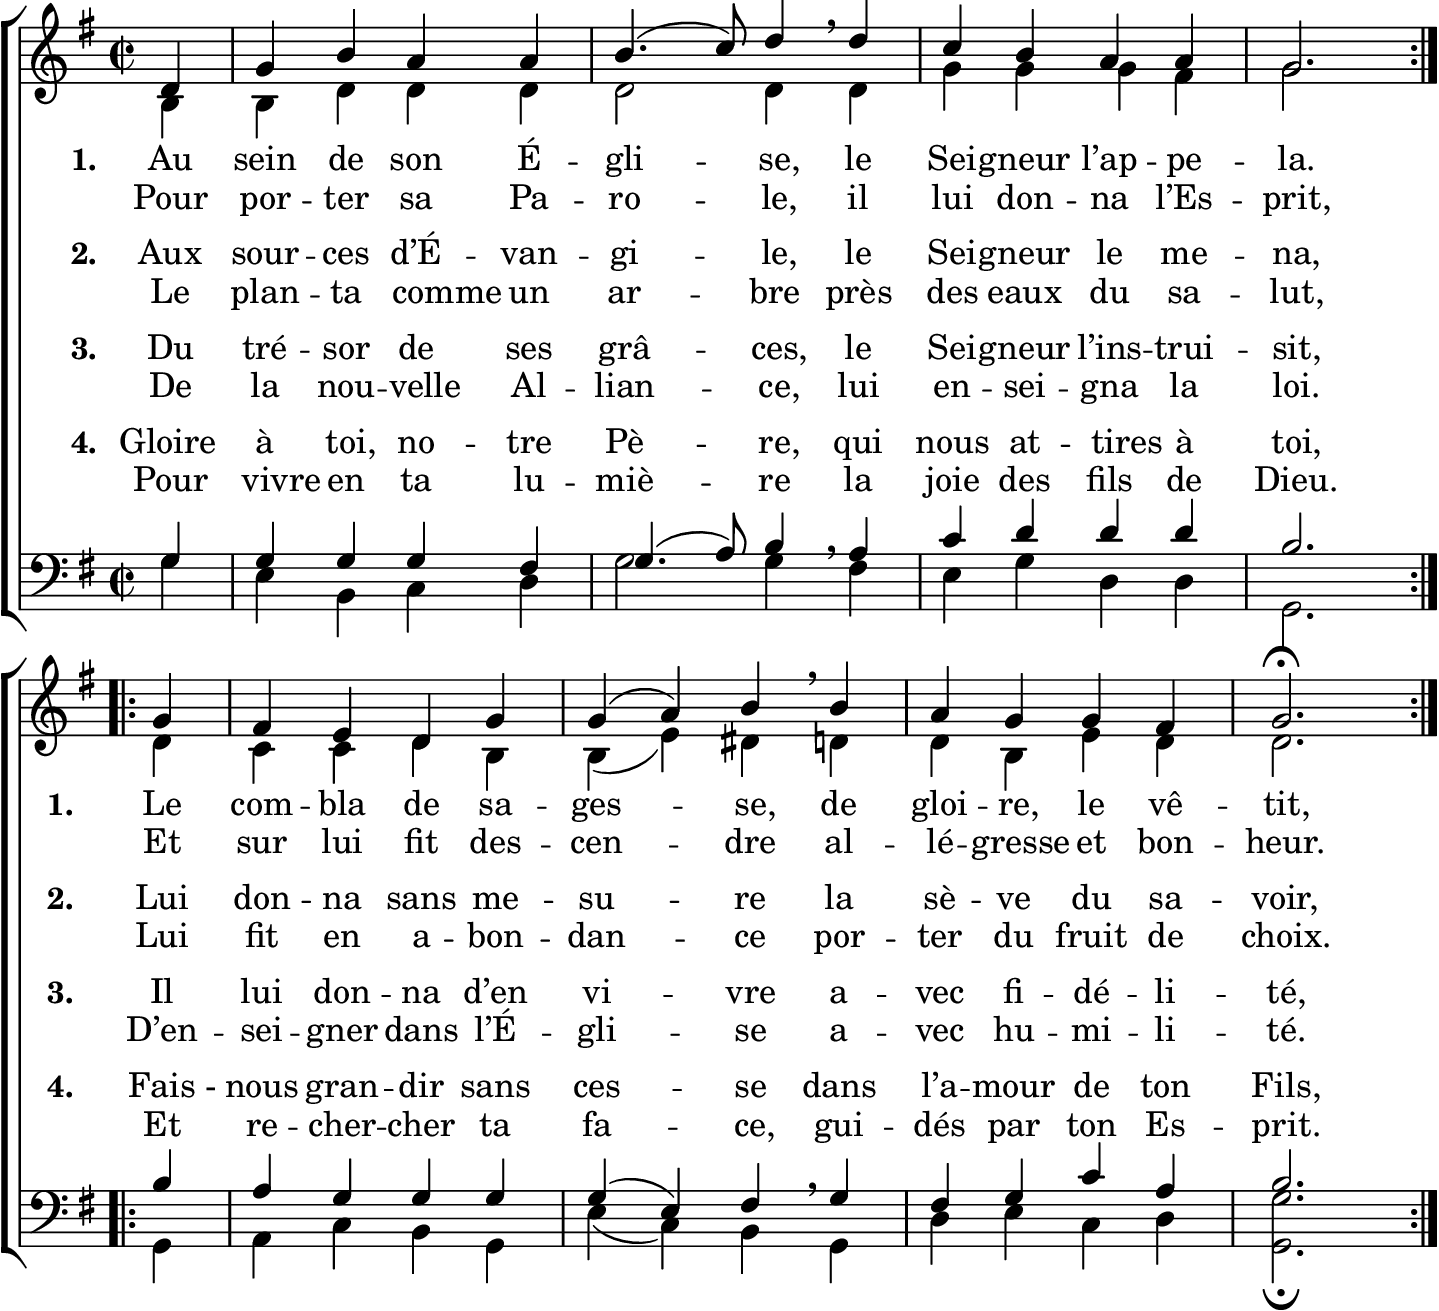 1. Au sein de son É -- gli -- se, le Seigneur l’ap -- pe -- la.
Pour por -- ter sa Pa -- ro -- le, il lui don -- na l’Es -- prit,
2. Aux sour -- ces d’É -- van -- gi -- le, le Seigneur le me -- na,
Le plan -- ta comme un ar -- bre près des eaux du sa -- lut,
3. Du tré -- sor de ses grâ -- ces, le Seigneur l’ins -- trui -- sit,
De la nou -- velle Al -- lian -- ce, lui en -- sei -- gna la loi.
4. Gloire à toi, no -- tre Pè -- re, qui nous at -- tires à toi,
Pour vivre en ta lu -- miè -- re la joie des fils de Dieu.
1. Le com -- bla de sa -- ges -- se, de gloi -- re, le vê -- tit,
Et sur lui fit des -- cen -- dre al -- lé -- gresse et bon -- heur.
2. Lui don -- na sans me -- su -- re la sè -- ve du sa -- voir,
Lui fit en a -- bon -- dan -- ce por -- ter du fruit de choix.
3. Il lui don -- na d’en vi -- vre a -- vec fi -- dé -- li -- té,
D’en -- sei -- gner dans l’É -- gli -- se a -- vec hu -- mi -- li -- té.
4. Fais - nous gran -- dir sans ces -- se dans l’a -- mour de ton Fils,
Et re -- cher -- cher ta fa -- ce, gui -- dés par ton Es -- prit.